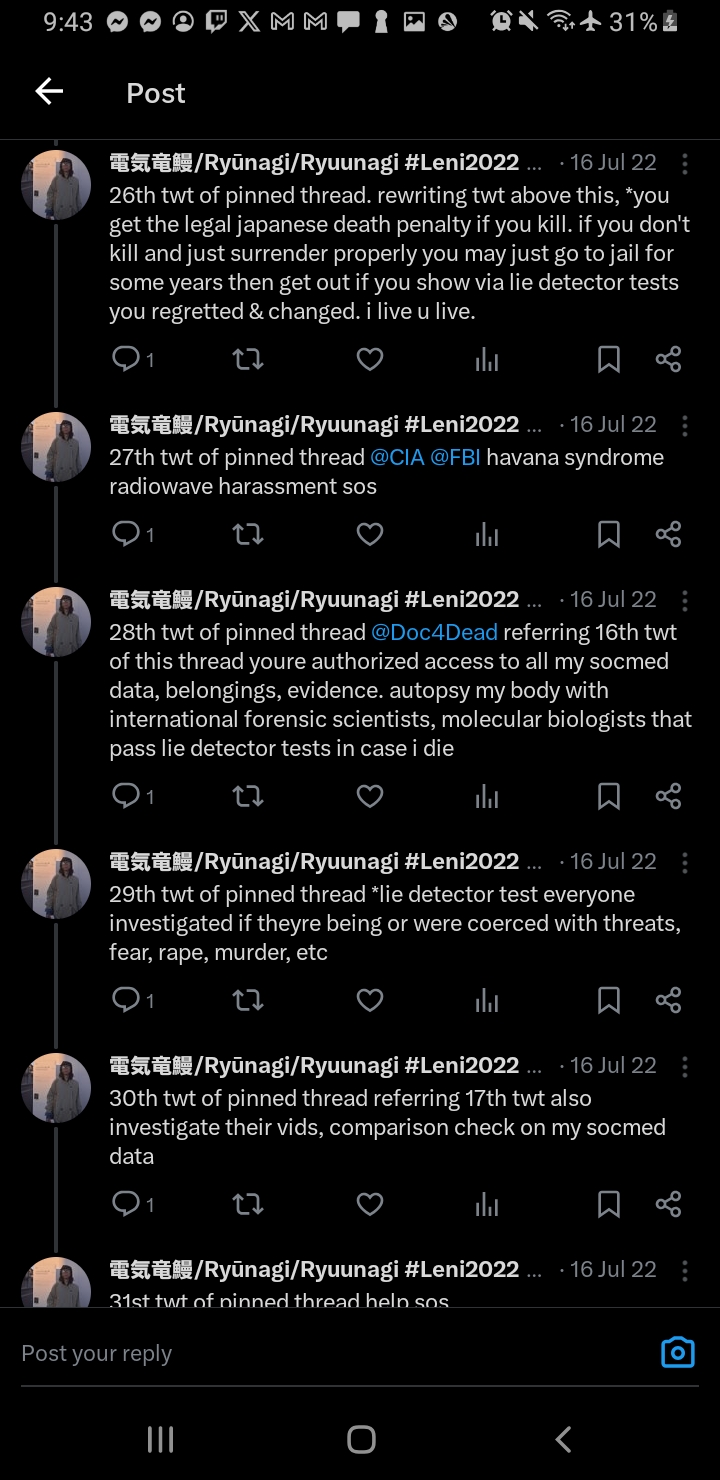 9:43
31%
Post
電気竜鰻/Ryūnagi/Ryuunagi #Leni2022 ... · 16 Jul 22
26th twt of pinned thread. rewriting twt above this, *you
get the legal japanese death penalty if you kill. if you don't
kill and just surrender properly you may just go to jail for
some years then get out if you show via lie detector tests
you regretted & changed. i live u live.
1
電気竜鰻/Ryūnagi/Ryuunagi #Leni2022 ... · 16 Jul 22
27th twt of pinned thread @CIA @FBI havana syndrome
radiowave harassment sos
1
電気竜鰻/Ryūnagi/Ryuunagi #Leni2022 ... · 16 Jul 22
28th twt of pinned thread @Doc4Dead referring 16th twt
of this thread youre authorized access to all my socmed
data, belongings, evidence. autopsy my body with
international forensic scientists, molecular biologists that
pass lie detector tests in case i die
1
電気竜鰻/Ryūnagi/Ryuunagi #Leni2022 ... · 16 Jul 22
29th twt of pinned thread *lie detector test everyone
investigated if theyre being or were coerced with threats,
fear, rape, murder, etc
1
電気竜鰻/Ryūnagi/Ryuunagi #Leni2022 ... · 16 Jul 22
30th twt of pinned thread referring 17th twt also
investigate their vids, comparison check on my socmed
data
1
電気竜鰻/Ryūnagi/Ryuunagi #Leni2022 ... · 16 Jul 22
31st twt of pinned thread help sos
Post your reply